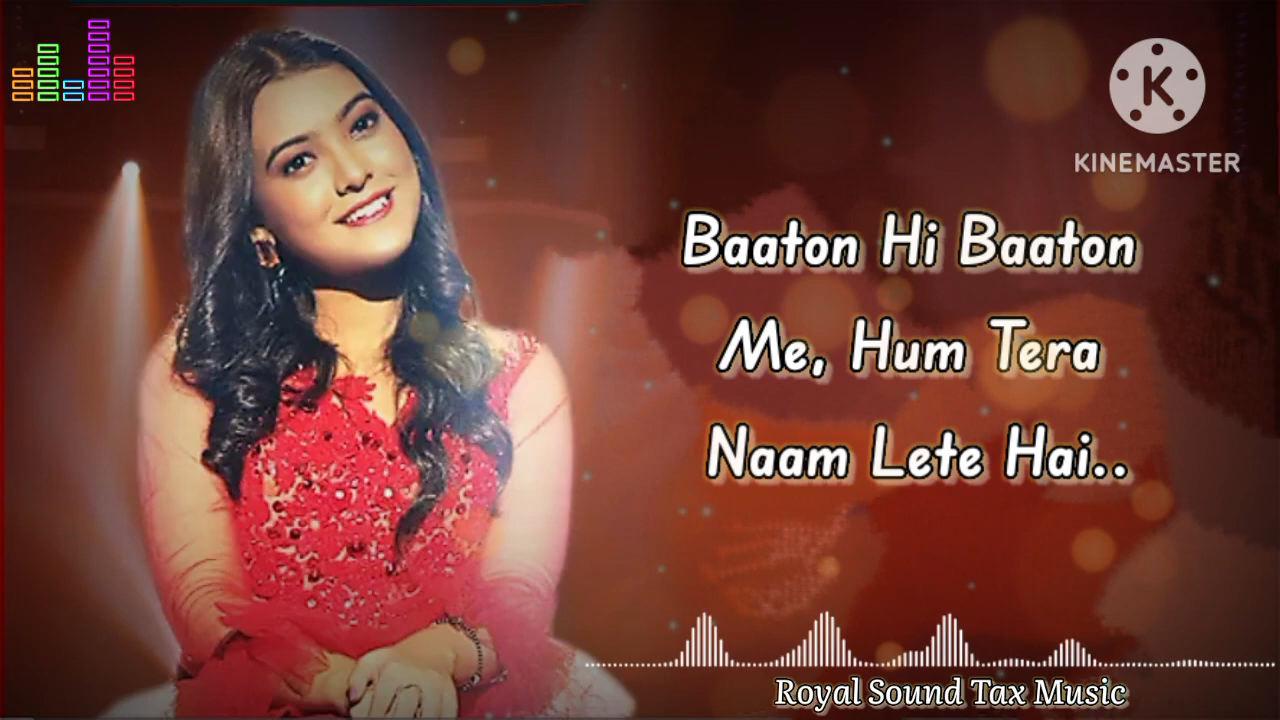 KINEMASTER
Baaton Hi Baaton
Me, Hum Tera
Naam Lete Hai..
Royal Sound Tax Music